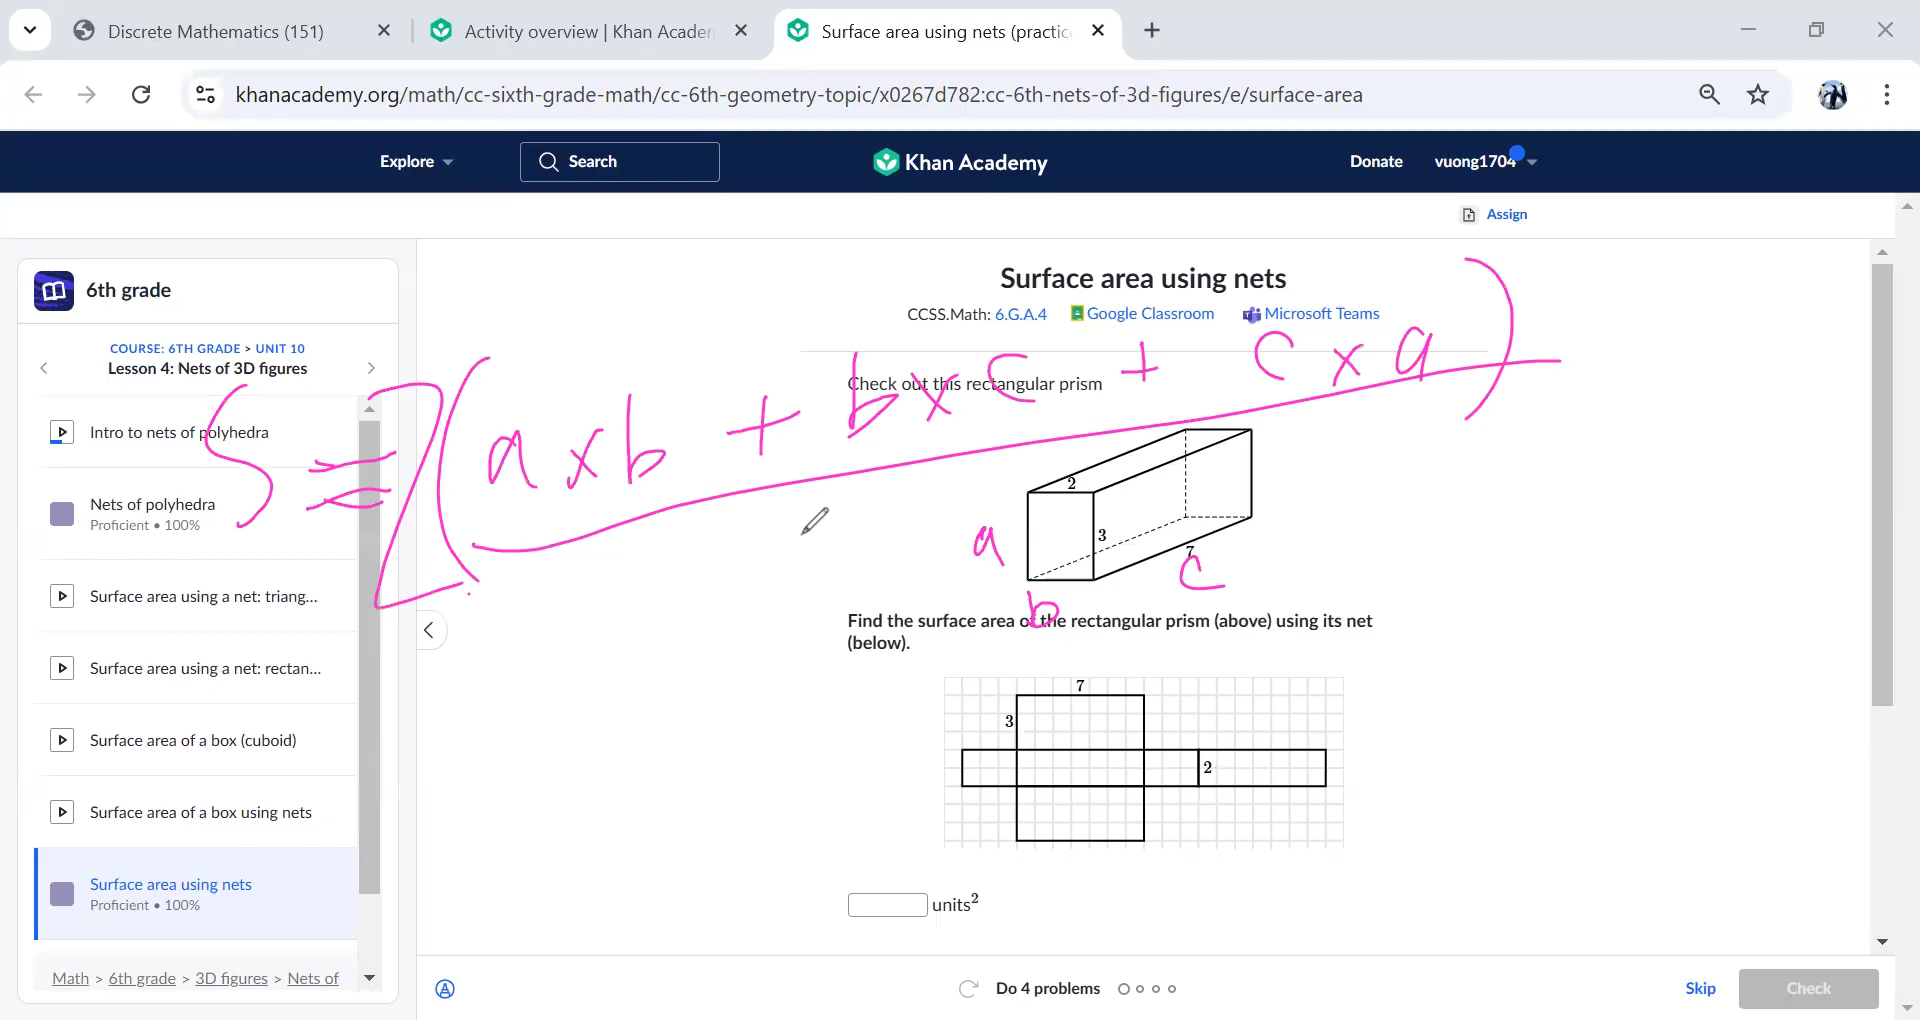 Discrete Mathematics (151)
Activity overview | Khan Acader
Surface area using nets (practic
khanacademy.org/math/cc-sixth-grade-math/cc-6th-geometry-topic/x0267d782:cc-6th-nets-of-3d-figures/e/surface-area
Explore
Search
Khan Academy
Donate
vuong1704
Assign
6th grade
COURSE: 6TH GRADE > UNIT 10
Lesson 4: Nets of 3D figures
Intro to nets of polyhedra
Nets of polyhedra
Proficient • 100%
Surface area using a net: triang...
Surface area using a net: rectan...
Surface area of a box (cuboid)
Surface area of a box using nets
Surface area using nets
Proficient • 100%
Math > 6th grade > 3D figures > Nets of
Surface area using nets
CCSS.Math: 6.G.A.4 Google Classroom Microsoft Teams
S = 2(a x b + b x c + c x a)
Check out this rectangular prism
2
3
7
a
b
c
Find the surface area of the rectangular prism (above) using its net
(below).
7
3
2
units²
Do 4 problems
Skip
Check